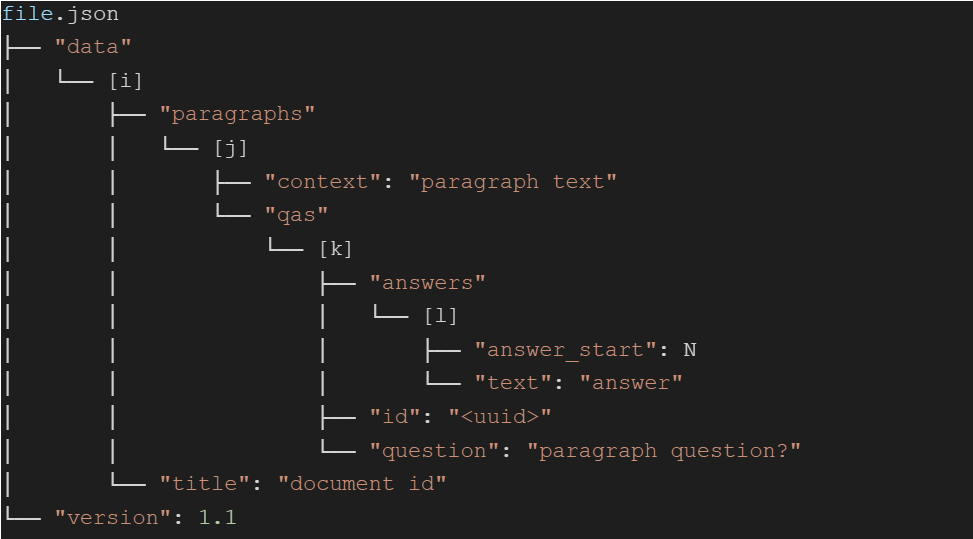 file.json
├── "data"
│   └── [i]
│       ├── "paragraphs"
│       │   └── [j]
│       │       ├── "context": "paragraph text"
│       │       └── "qas"
│       │           └── [k]
│       │               ├── "answers"
│       │               │   └── [l]
│       │               │       ├── "answer_start": N
│       │               │       └── "text": "answer"
│       │               ├── "id": "<uuid>"
│       │               └── "question": "paragraph question?"
│       └── "title": "document id"
└── "version": 1.1